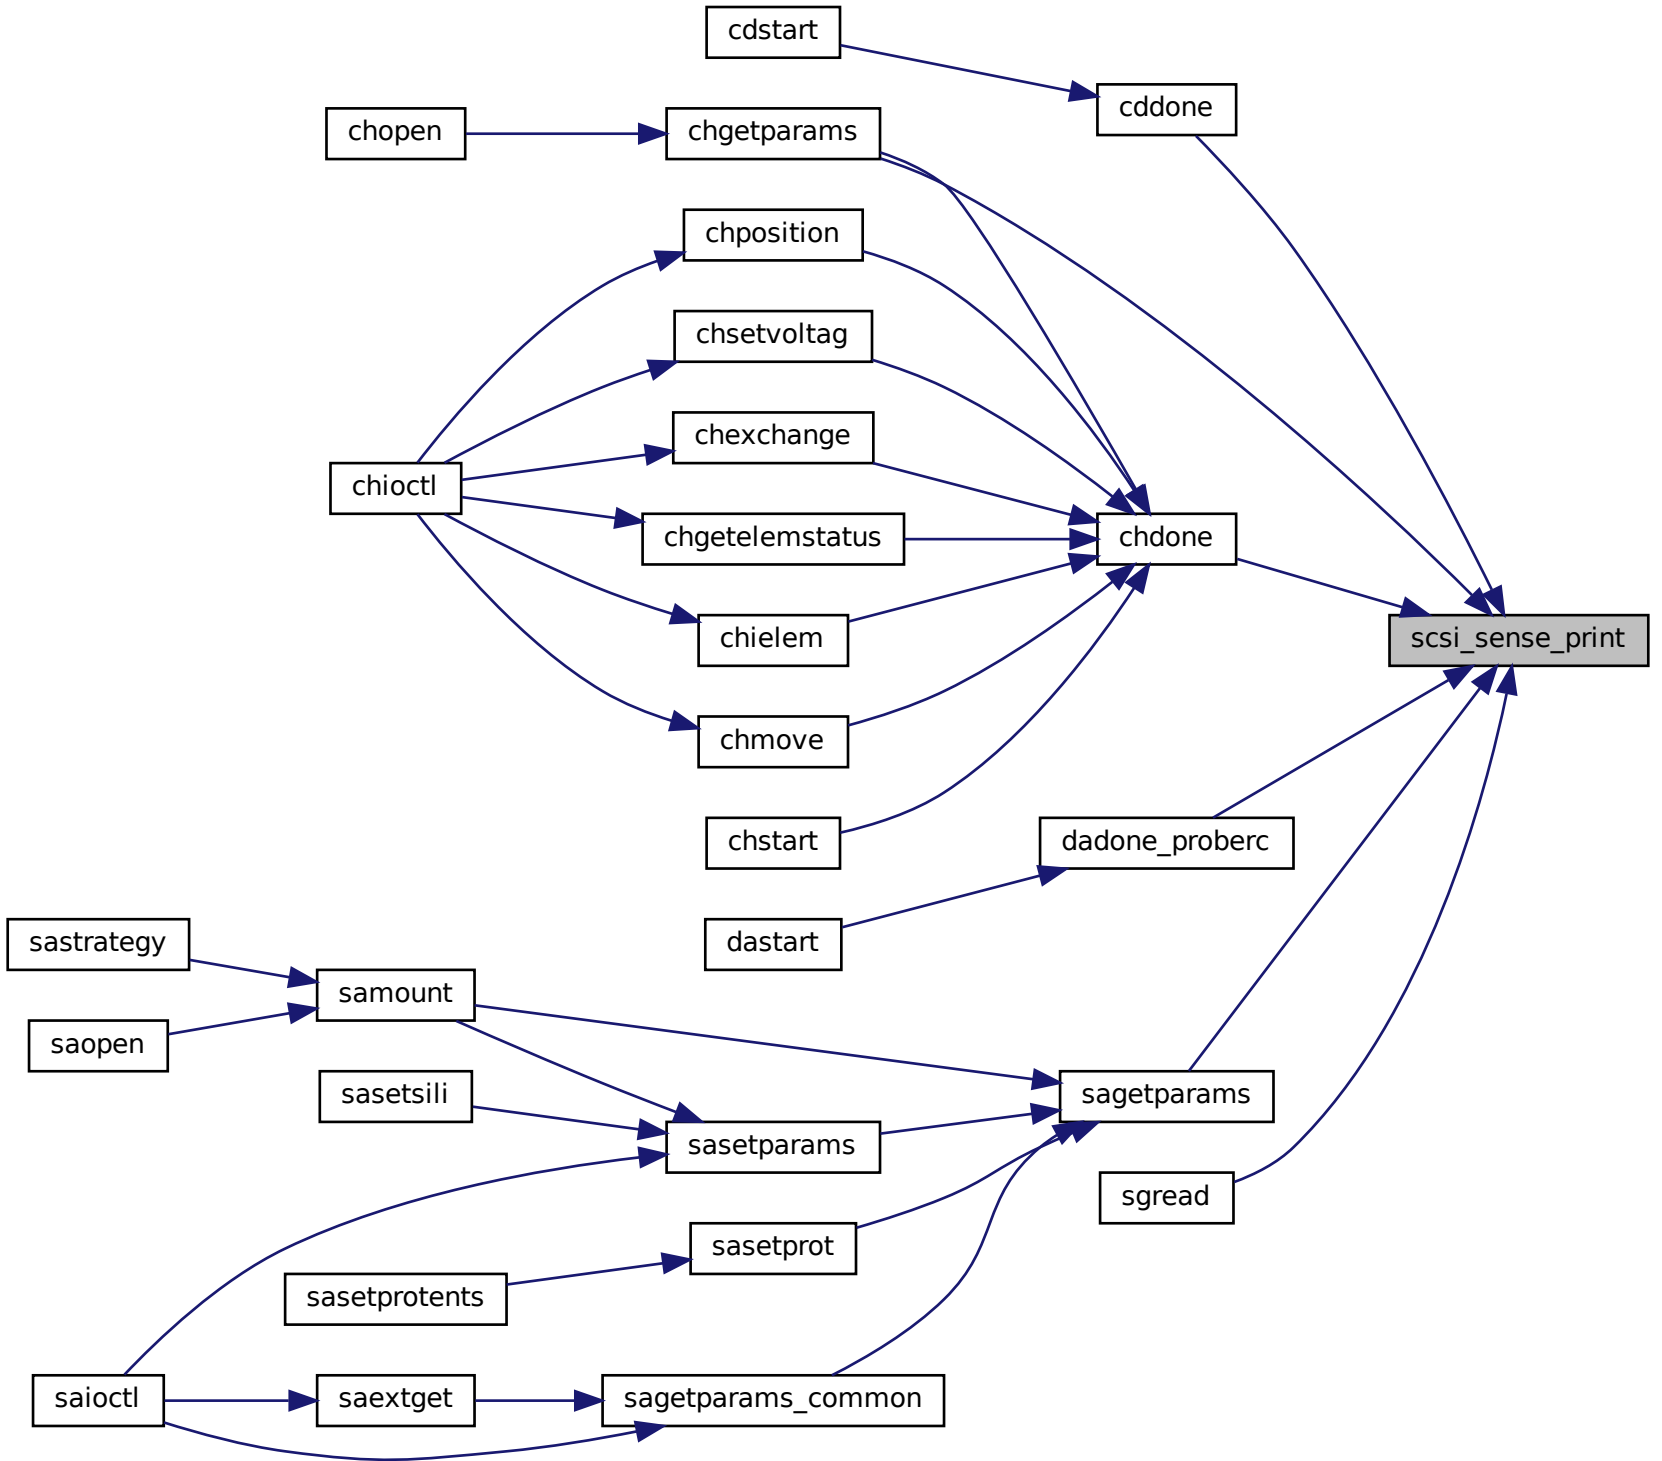 cdstart
cddone
chopen
chgetparams
chposition
chsetvoltag
chexchange
chioctl
chgetelemstatus
chdone
chielem
scsi_sense_print
chmove
chstart
dadone_proberc
sastrategy
dastart
samount
saopen
sasetsili
sagetparams
sasetparams
sgread
sasetprot
sasetprotents
saioctl
saextget
sagetparams_common